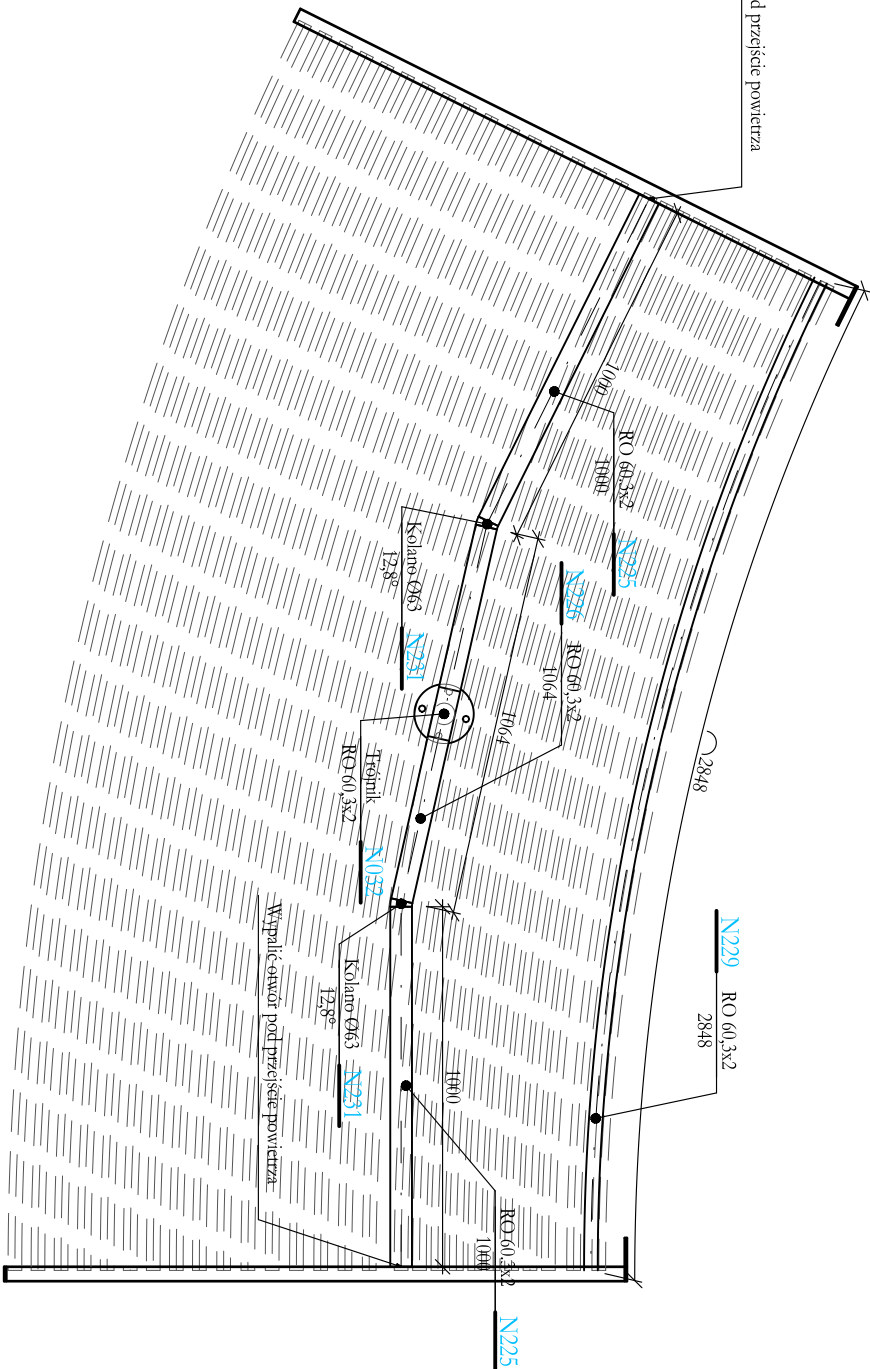 d przejście powietrza
1000
RO 60,3x2
1000
N225
Kolano Ø63
12,8°
N231
N226
RO 60,3x2
1064
1064
Trójnik
RO 60,3x2
N032
2848
N229
RO 60,3x2
2848
Kolano Ø63
12,8°
N231
Wypalić otwór pod przejście powietrza
1000
RO 60,3x2
1000
N225